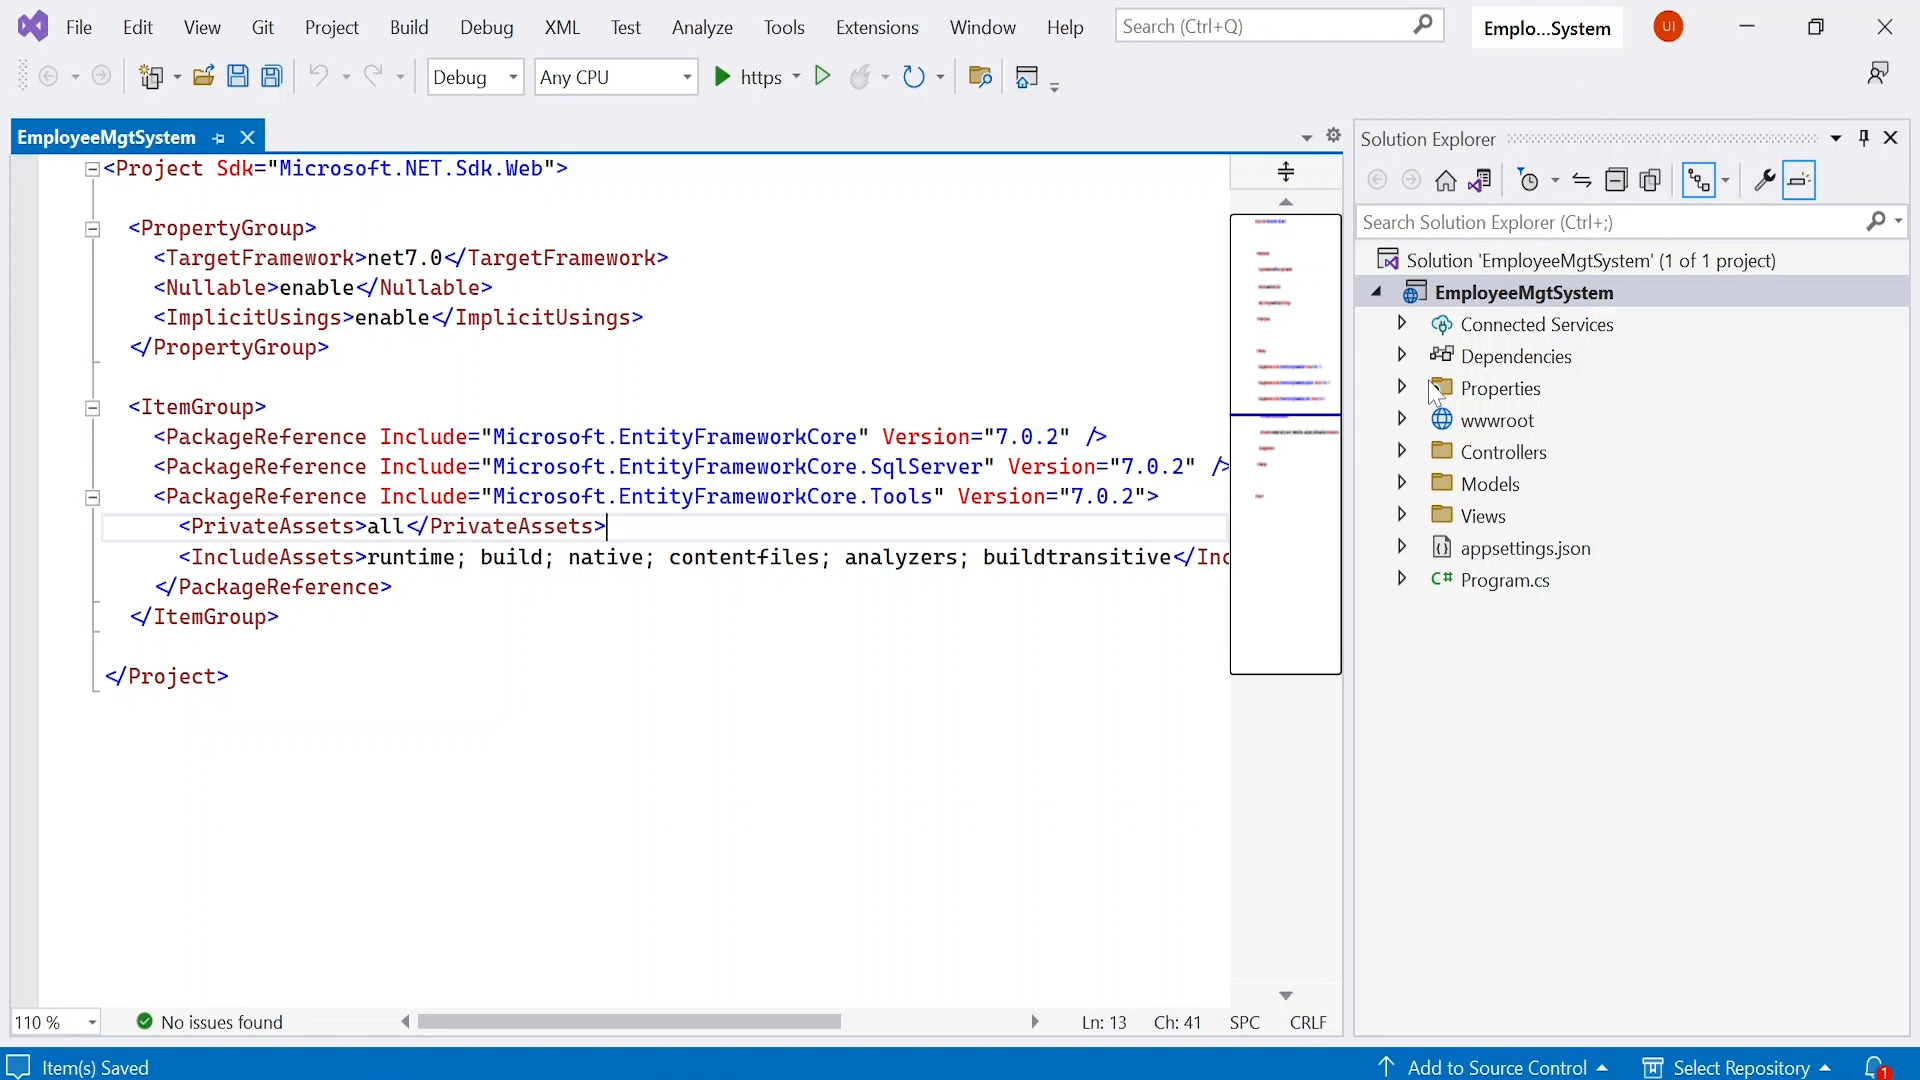 File Edit View Git Project Build Debug XML Test Analyze Tools Extensions Window Help Search (Ctrl+Q) Emplo...System UI
Debug Any CPU https
EmployeeMgtSystem
<Project Sdk="Microsoft.NET.Sdk.Web">
<PropertyGroup>
<TargetFramework>net7.0</TargetFramework>
<Nullable>enable</Nullable>
<ImplicitUsings>enable</ImplicitUsings>
</PropertyGroup>
<ItemGroup>
<PackageReference Include="Microsoft.EntityFrameworkCore" Version="7.0.2" />
<PackageReference Include="Microsoft.EntityFrameworkCore.SqlServer" Version="7.0.2" />
<PackageReference Include="Microsoft.EntityFrameworkCore.Tools" Version="7.0.2">
<PrivateAssets>all</PrivateAssets>
<IncludeAssets>runtime; build; native; contentfiles; analyzers; buildtransitive</Inc
</PackageReference>
</ItemGroup>
</Project>
110 % No issues found Ln: 13 Ch: 41 SPC CRLF
Solution Explorer
Search Solution Explorer (Ctrl+;)
Solution 'EmployeeMgtSystem' (1 of 1 project)
EmployeeMgtSystem
Connected Services
Dependencies
Properties
wwwroot
Controllers
Models
Views
appsettings.json
C# Program.cs
Item(s) Saved Add to Source Control Select Repository 1